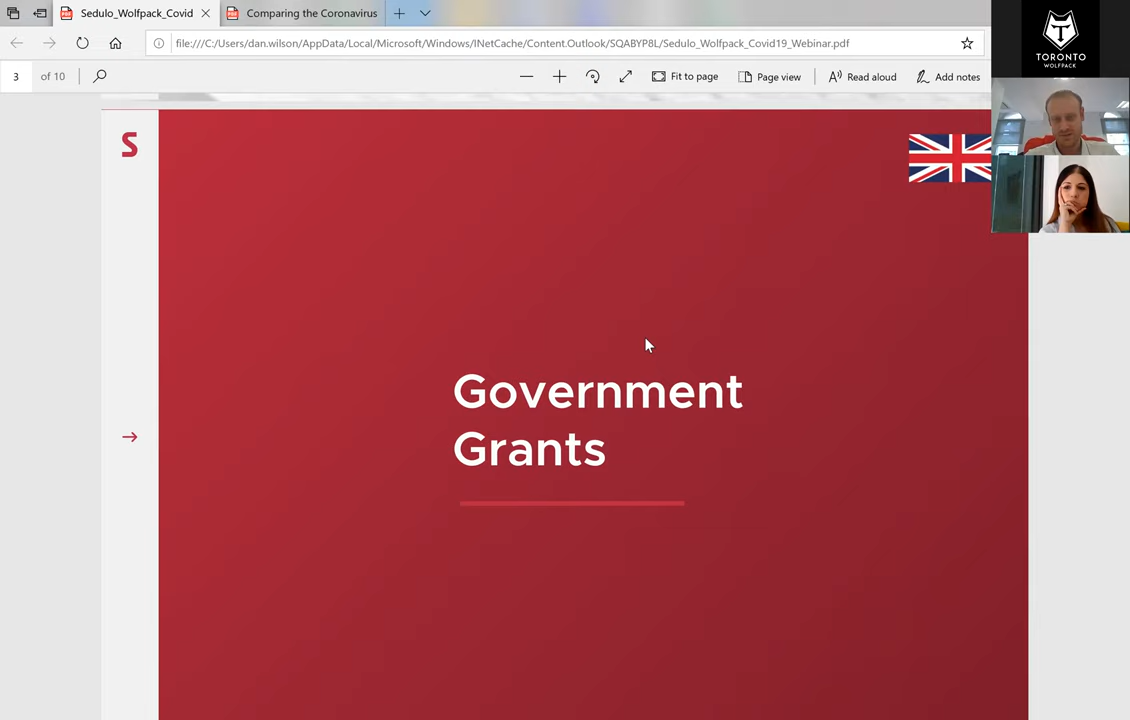 Sedulo_Wolfpack_Covid
Comparing the Coronavirus
file:///C:/Users/dan.wilson/AppData/Local/Microsoft/Windows/INetCache/Content.Outlook/SQABYP8L/Sedulo_Wolfpack_Covid19_Webinar.pdf
3 of 10
Fit to page
Page view
Read aloud
Add notes
TORONTO
WOLFPACK
S
Government
Grants